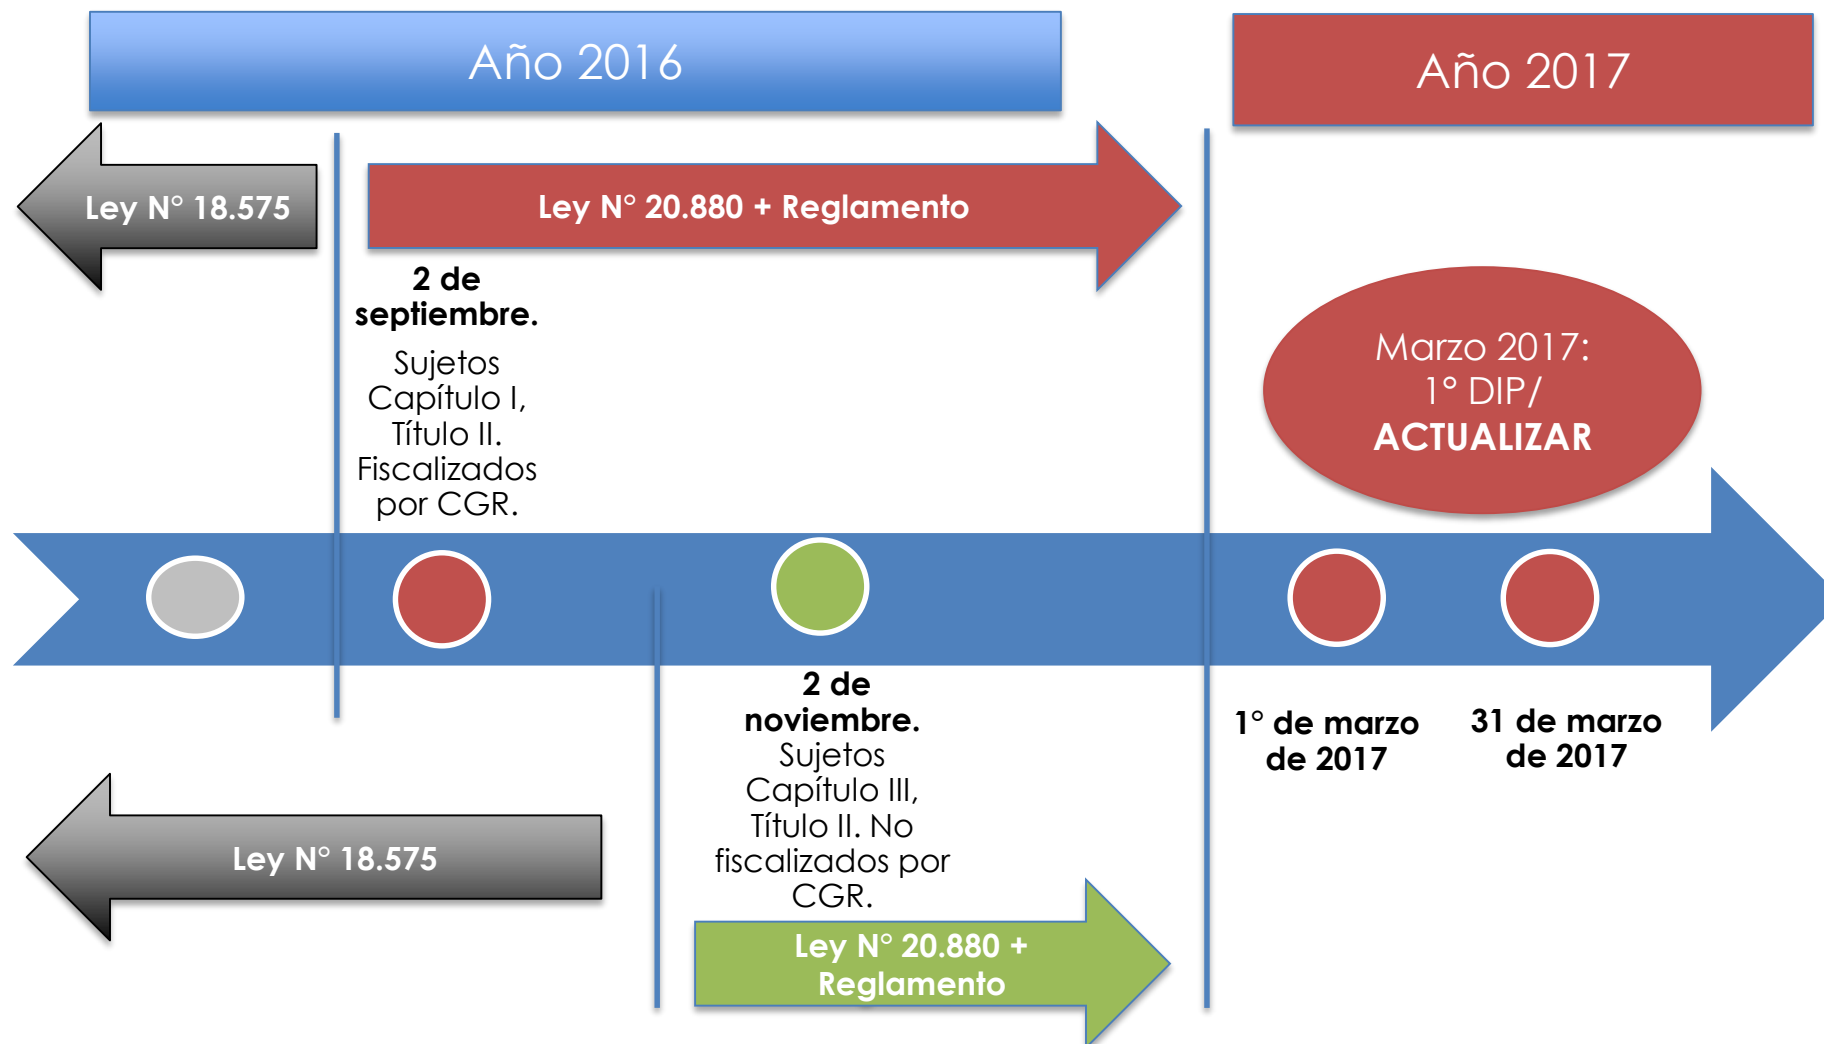 Año 2016
Año 2017
Ley N° 18.575
Ley N° 20.880 + Reglamento
2 de
septiembre.
Sujetos
Capítulo I,
Título II.
Fiscalizados
por CGR.
Marzo 2017:
1° DIP/
ACTUALIZAR
2 de
noviembre.
Sujetos
Capítulo III,
Título II. No
fiscalizados por
CGR.
1° de marzo
de 2017
31 de marzo
de 2017
Ley N° 18.575
Ley N° 20.880 +
Reglamento